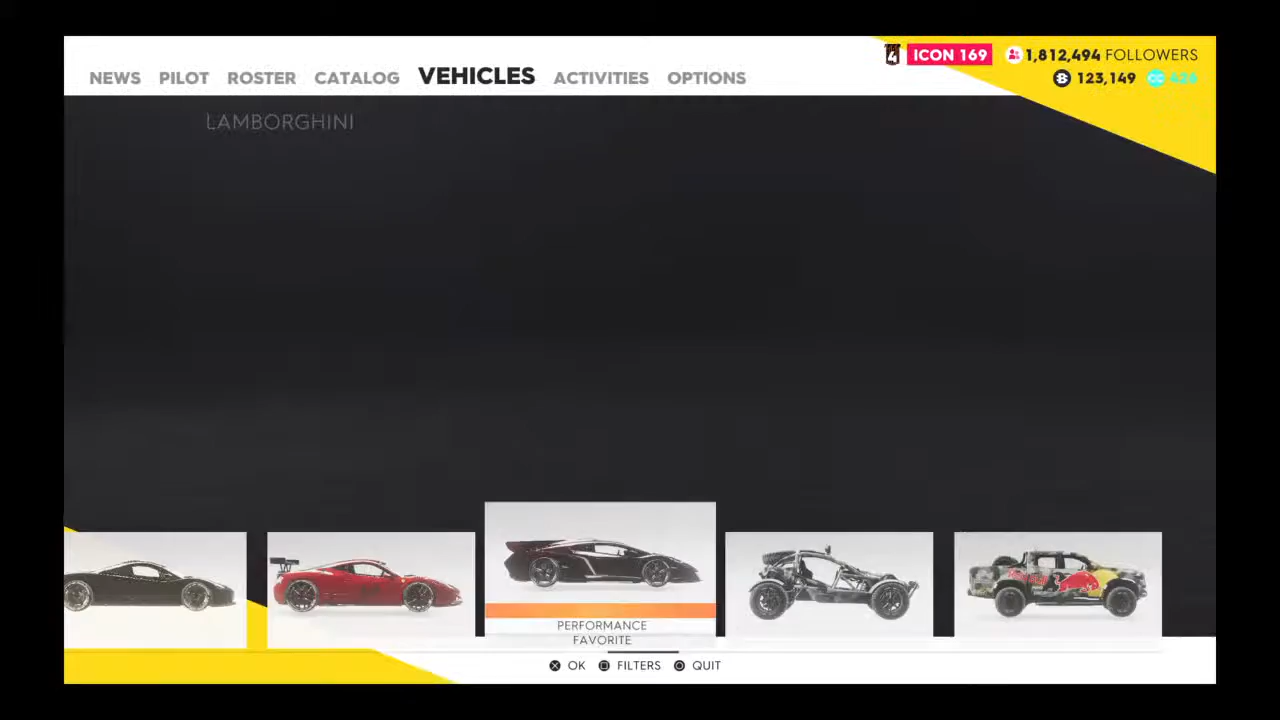 4 ICON 169 1,812,494 FOLLOWERS
NEWS PILOT ROSTER CATALOG VEHICLES ACTIVITIES OPTIONS
123,149 426
LAMBORGHINI
PERFORMANCE
FAVORITE
OK FILTERS QUIT